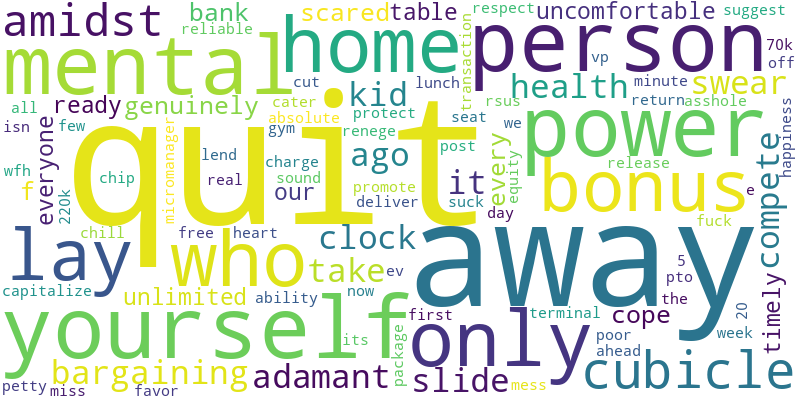 amidst bank scared table uncomfortable respect suggest
reliable
mental home person 70k
off
vp
transaction
cut lunch health minute swear
all ready genuinely kid cater protect rsus return asshole
absolute
isn few quit gym renege seat we power happiness
everyone micromanager ago post
wfh chip lend charge sound it every equity release compete
f 220k real our promote deliver suck bonus e
day
chill free heart clock away fuck
lay who take ev 5
capitalize unlimited ability now pto the timely
yourself its package first terminal cope 20
only poor week
ahead
bargaining adamant slide mess cubicle
petty miss favor